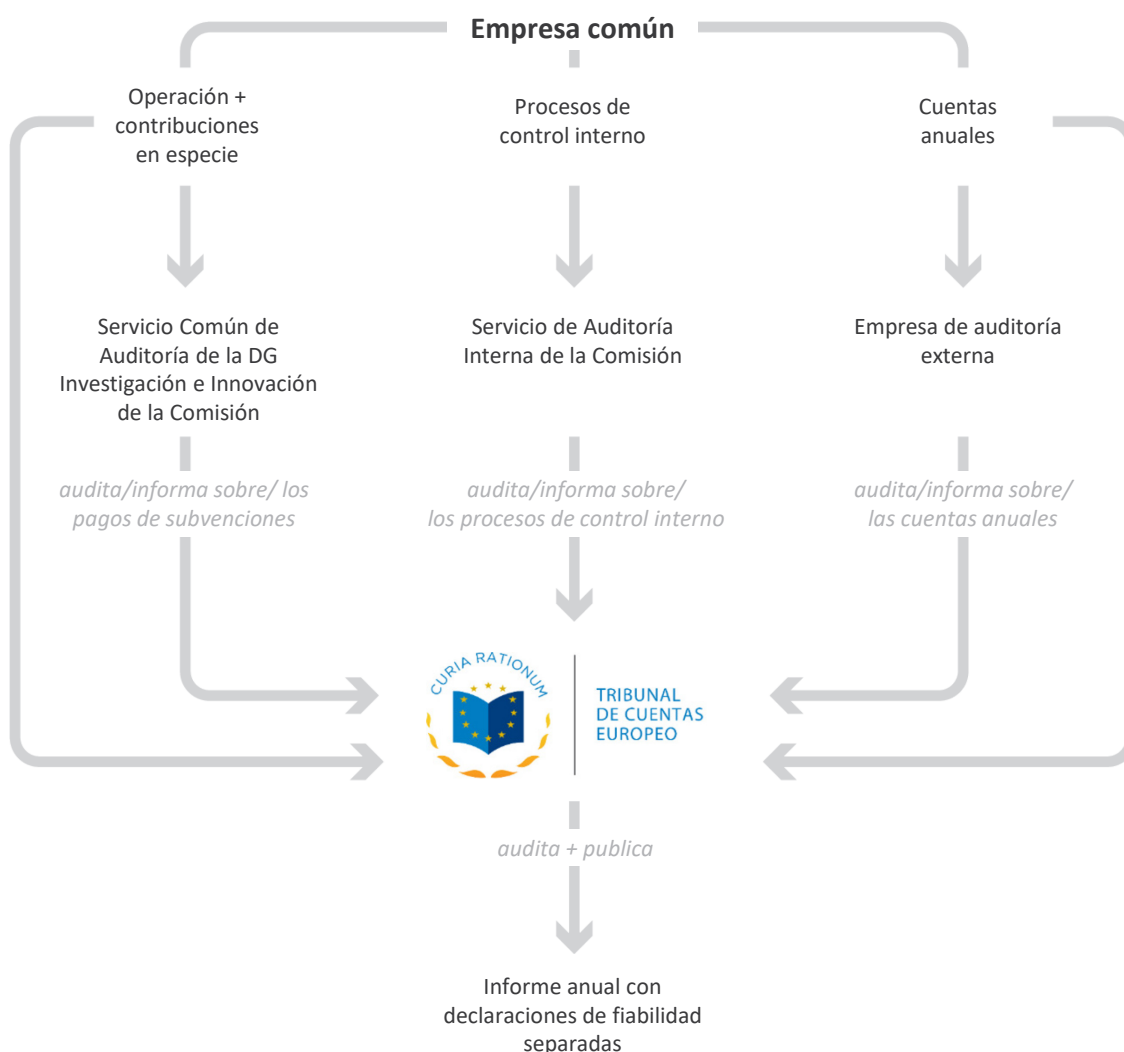 Empresa común
Operación +
contribuciones
en especie
Procesos de
control interno
Cuentas
anuales
Servicio Común de
Auditoría de la DG
Investigación e Innovación
de la Comisión
Servicio de Auditoría
Interna de la Comisión
Empresa de auditoría
externa
audita/informa sobre/ los
pagos de subvenciones
audita/informa sobre/
los procesos de control interno
audita/informa sobre/
las cuentas anuales
CURIA RATIONUM
TRIBUNAL
DE CUENTAS
EUROPEO
audita + publica
Informe anual con
declaraciones de fiabilidad
separadas